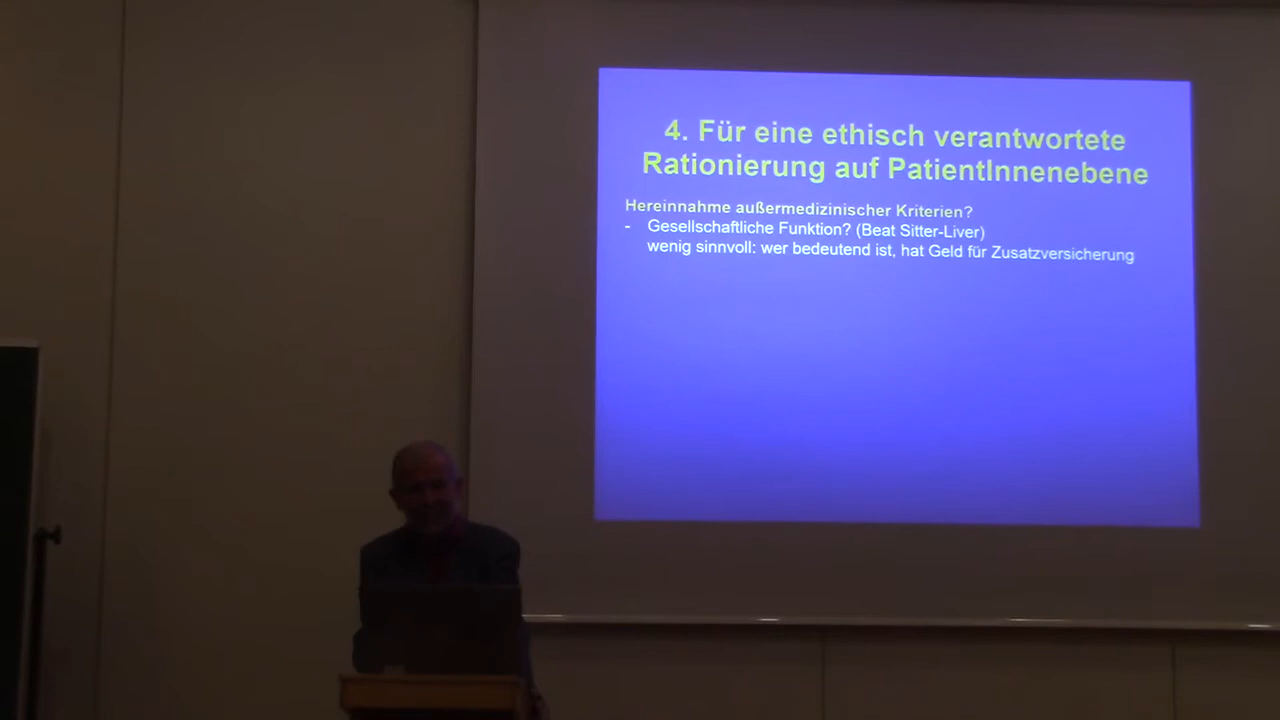 4. Für eine ethisch verantwortete
Rationierung auf PatientInnenebene
Hereinnahme außermedizinischer Kriterien?
- Gesellschaftliche Funktion? (Beat Sitter-Liver)
wenig sinnvoll: wer bedeutend ist, hat Geld für Zusatzversicherung